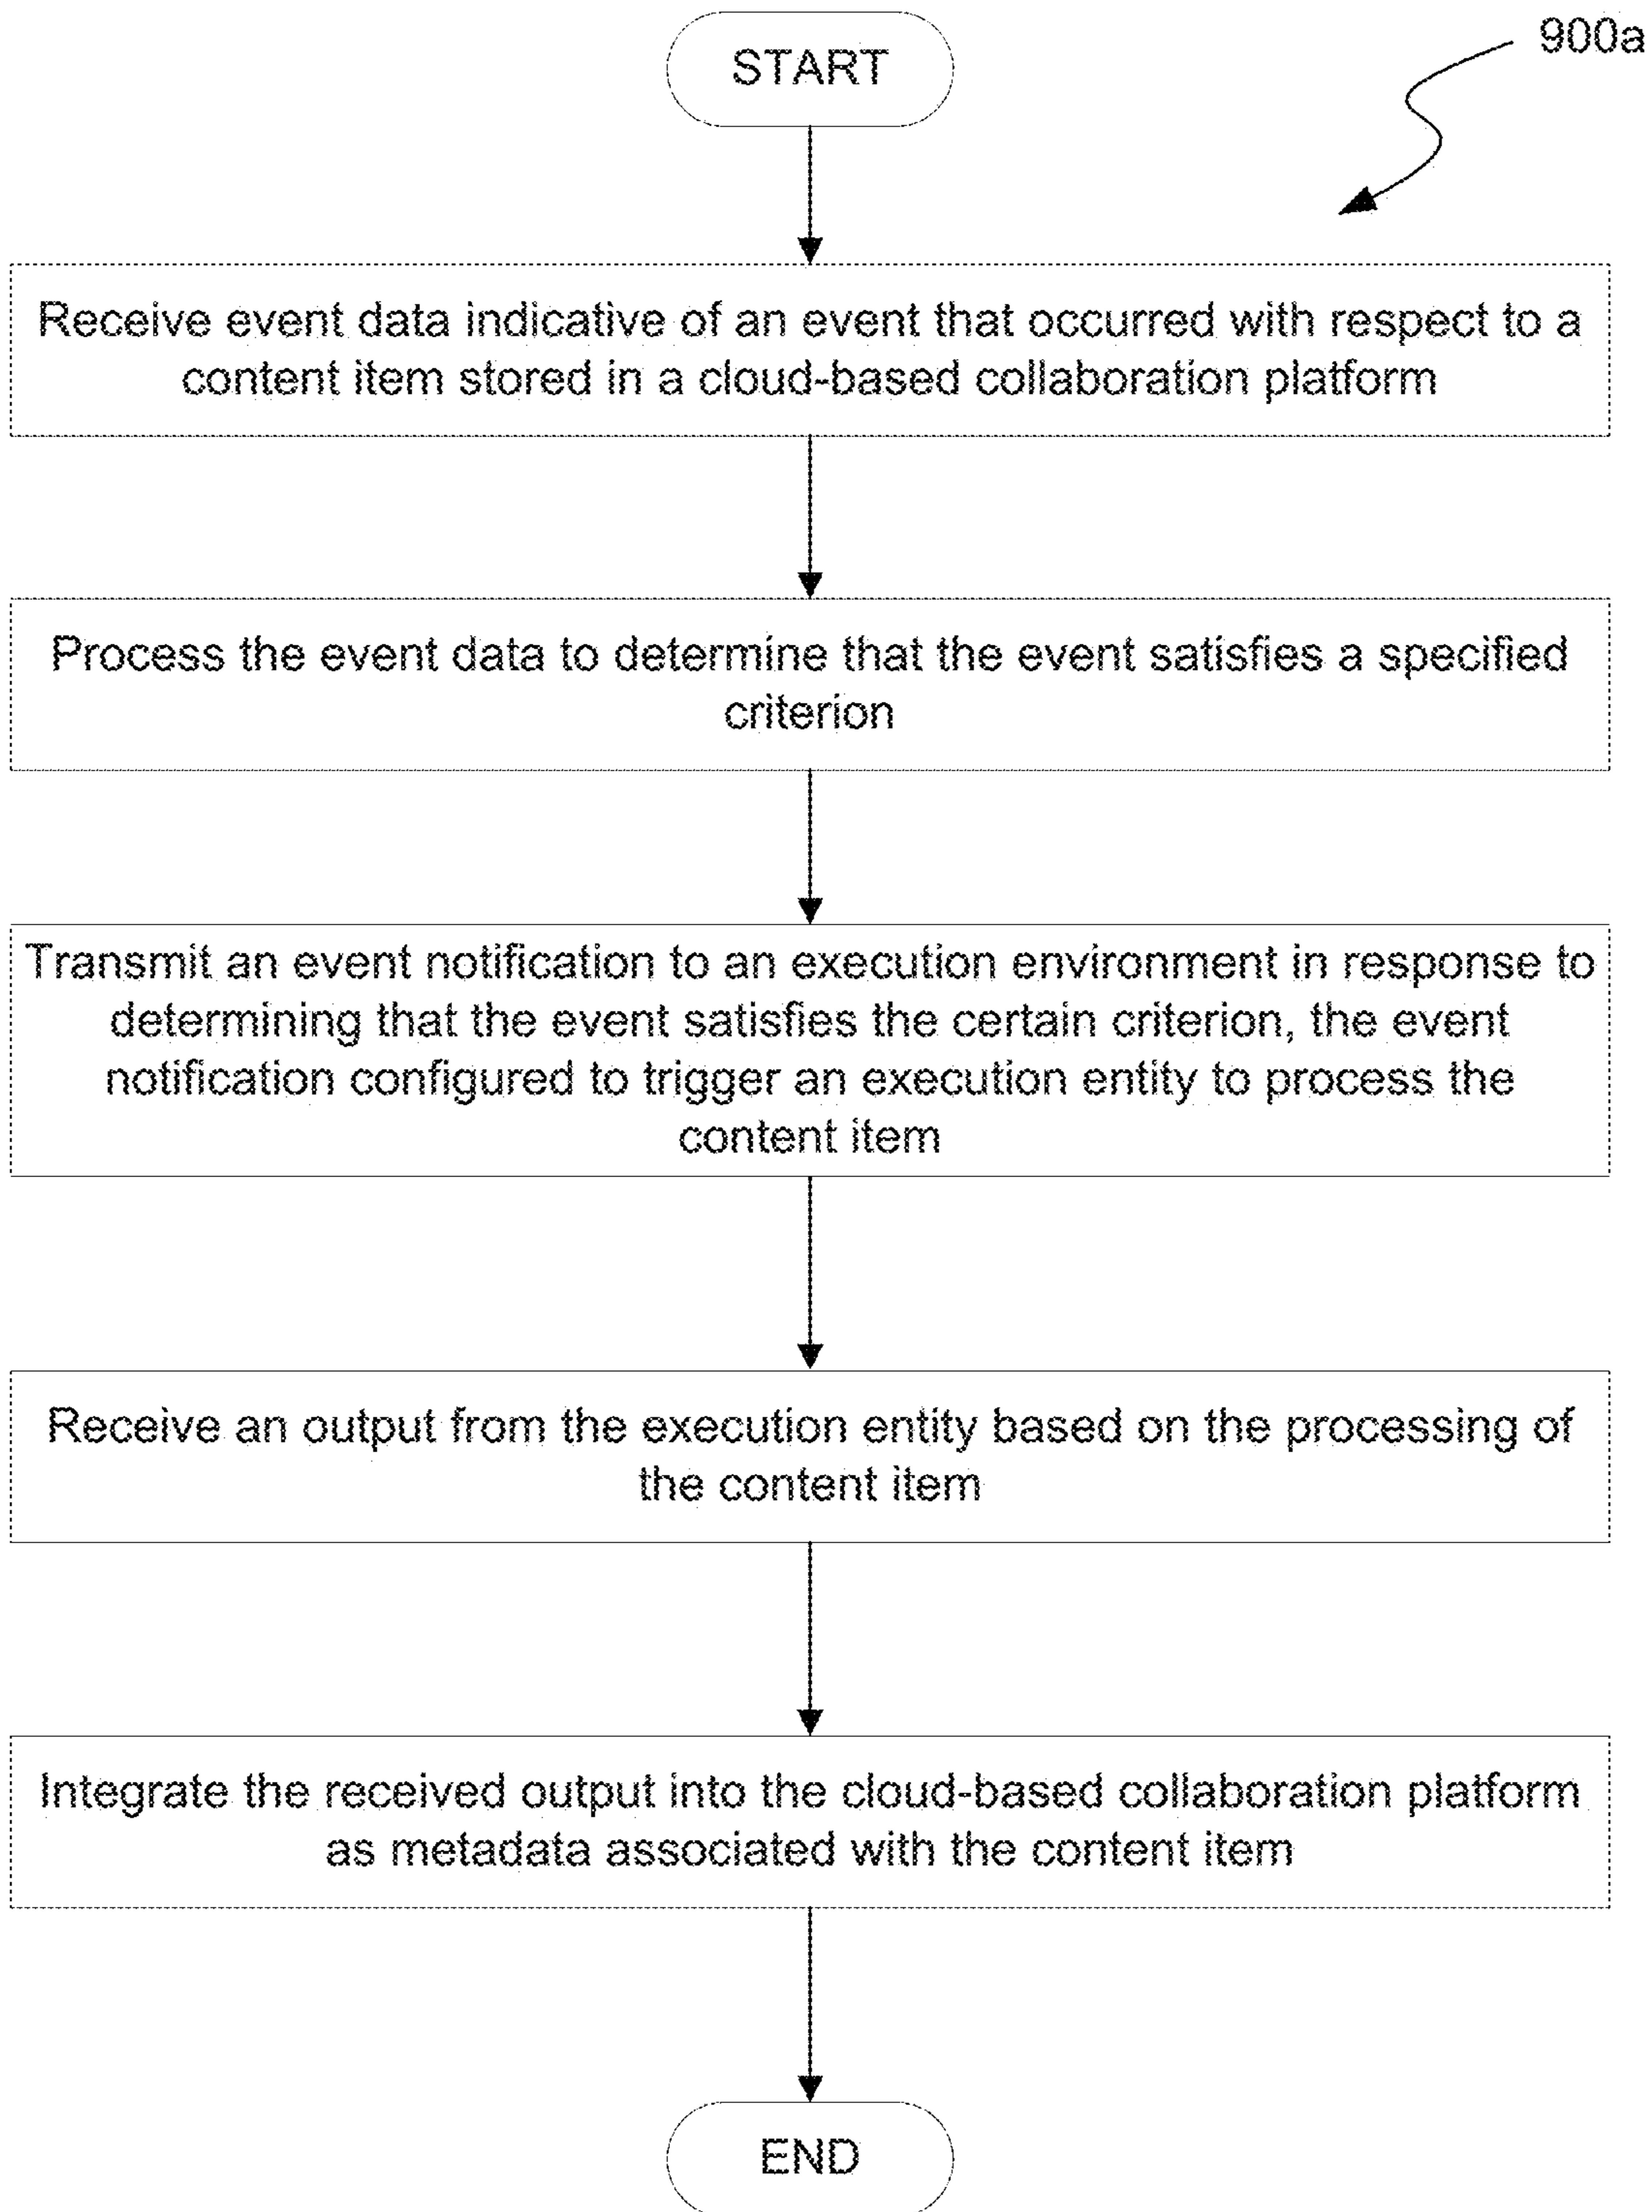 START
900a
Receive event data indicative of an event that occurred with respect to a
content item stored in a cloud-based collaboration platform
Process the event data to determine that the event satisfies a specified
criterion
Transmit an event notification to an execution environment in response to
determining that the event satisfies the certain criterion, the event
notification configured to trigger an execution entity to process the
content item
Receive an output from the execution entity based on the processing of
the content item
Integrate the received output into the cloud-based collaboration platform
as metadata associated with the content item
END